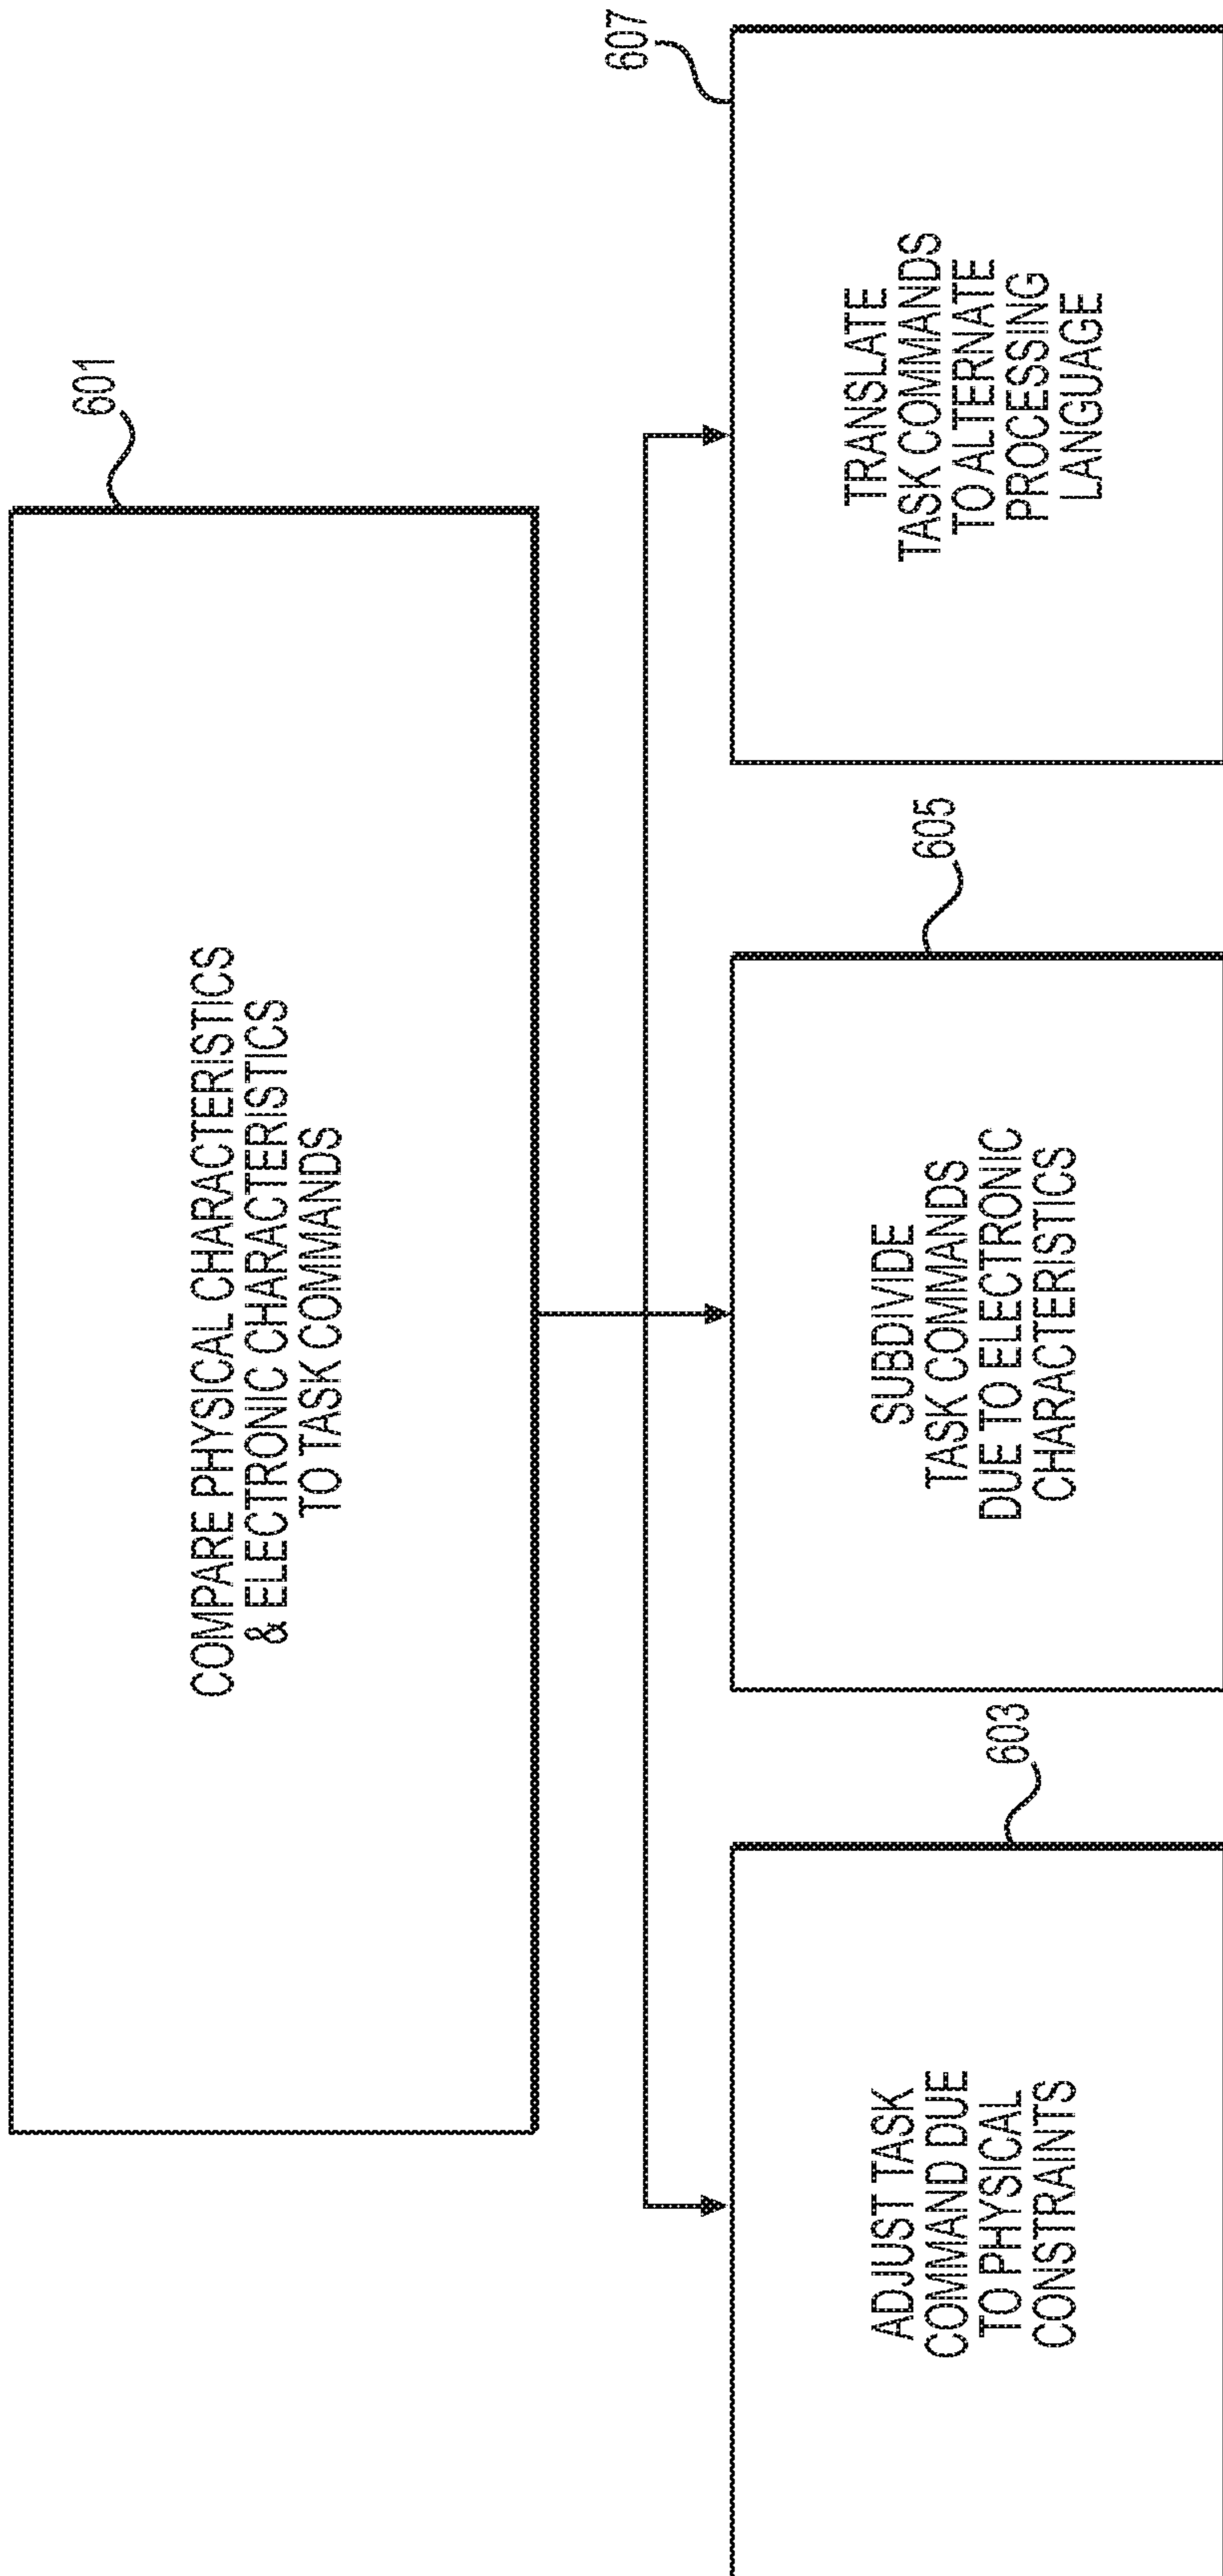 601
COMPARE PHYSICAL CHARACTERISTICS
& ELECTRONIC CHARACTERISTICS
TO TASK COMMANDS
603
ADJUST TASK
COMMAND DUE
TO PHYSICAL
CONSTRAINTS
605
SUBDIVIDE
TASK COMMANDS
DUE TO ELECTRONIC
CHARACTERISTICS
607
TRANSLATE
TASK COMMANDS
TO ALTERNATE
PROCESSING
LANGUAGE